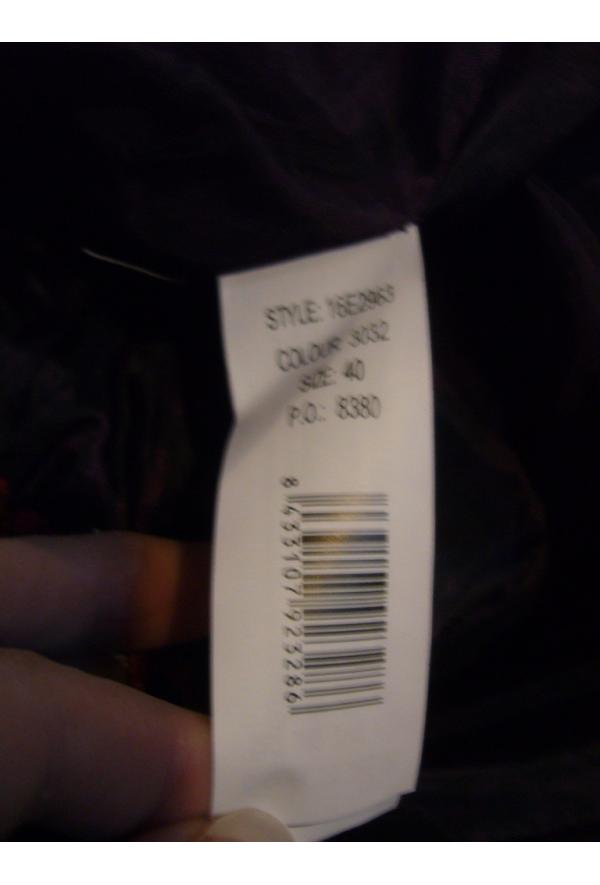 STYLE: 16E2963
COLOUR: 3032
SIZE: 40
P.O.: 8380
8 433107 923286